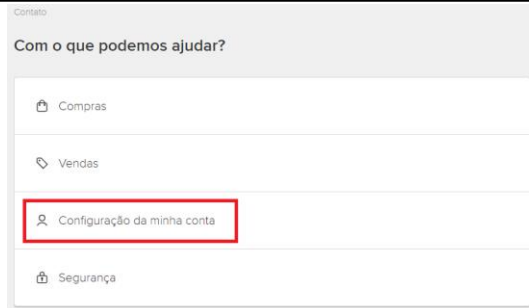 Contato
Com o que podemos ajudar?
Compras
Vendas
Configuração da minha conta
Segurança